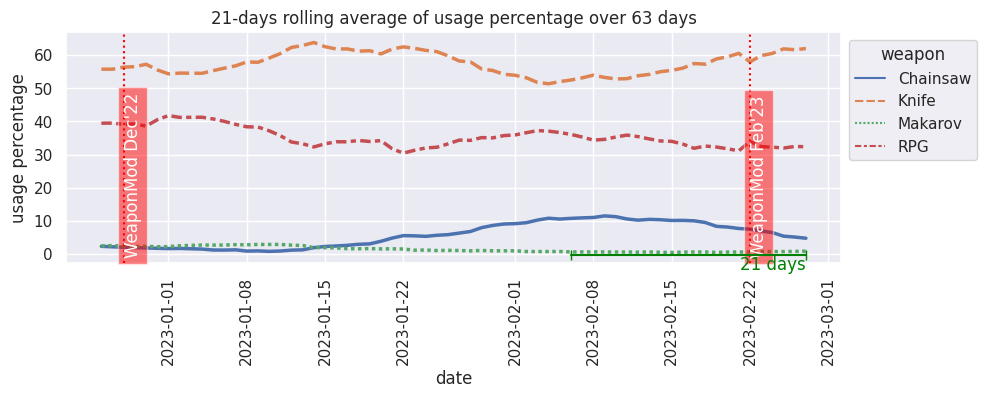 21-days rolling average of usage percentage over 63 days
usage percentage
60
50
40
30
20
10
0
WeaponMod Dec'22
WeaponMod Feb'23
21 days
2023-01-01
2023-01-08
2023-01-15
2023-01-22
2023-02-01
2023-02-08
2023-02-15
2023-02-22
2023-03-01
date
weapon
Chainsaw
Knife
Makarov
RPG